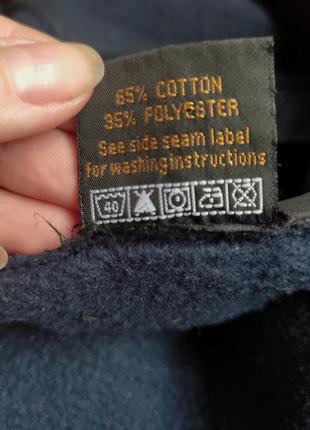 65% COTTON
35% POLYESTER
See side seam label
for washing instructions
40